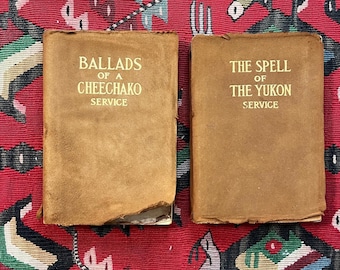 BALLADS
OF A
CHEECHAKO
SERVICE
THE SPELL
OF
THE YUKON
SERVICE